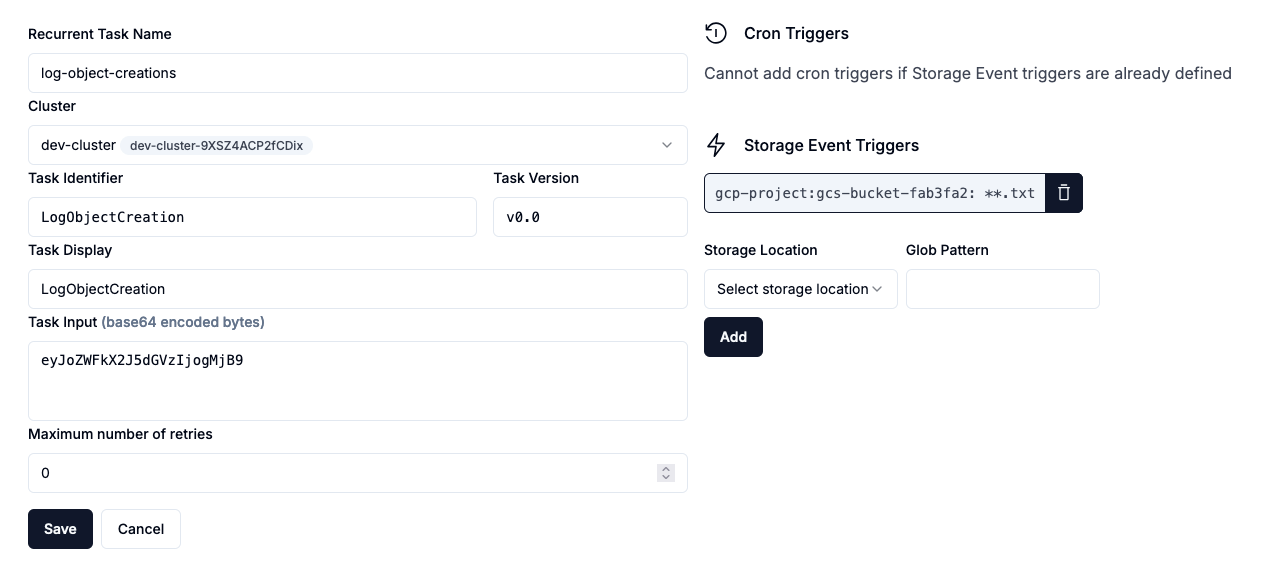 Recurrent Task Name
log-object-creations
Cluster
dev-cluster dev-cluster-9XSZ4ACP2fCDix
Task Identifier
Task Version
LogObjectCreation
v0.0
Task Display
LogObjectCreation
Task Input (base64 encoded bytes)
eyJoZWFkX2J5dGVzIjogMjB9
Maximum number of retries
0
Save
Cancel
Cron Triggers
Cannot add cron triggers if Storage Event triggers are already defined
Storage Event Triggers
gcp-project:gcs-bucket-fab3fa2: **.txt
Storage Location
Glob Pattern
Select storage location
Add